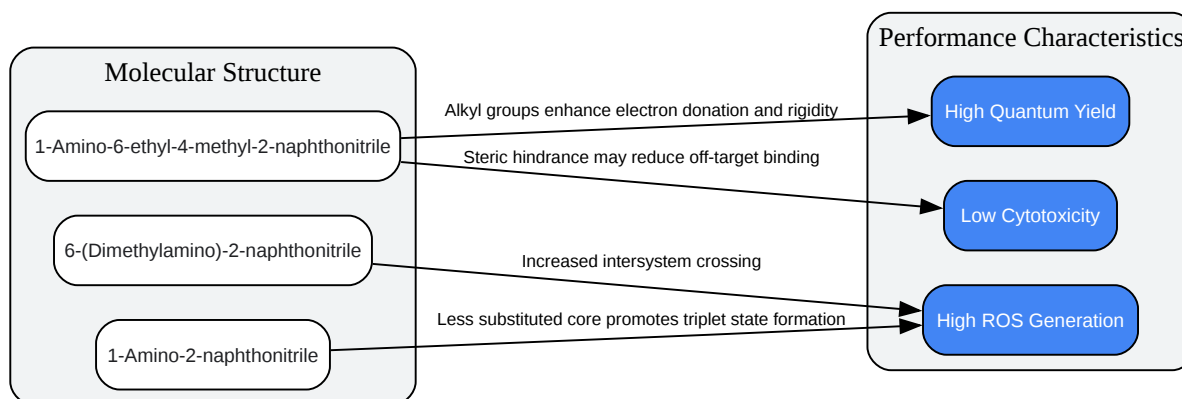 Molecular Structure
1-Amino-6-ethyl-4-methyl-2-naphthonitrile
6-(Dimethylamino)-2-naphthonitrile
1-Amino-2-naphthonitrile
Alkyl groups enhance electron donation and rigidity
Steric hindrance may reduce off-target binding
Increased intersystem crossing
Less substituted core promotes triplet state formation
Performance Characteristics
High Quantum Yield
Low Cytotoxicity
High ROS Generation